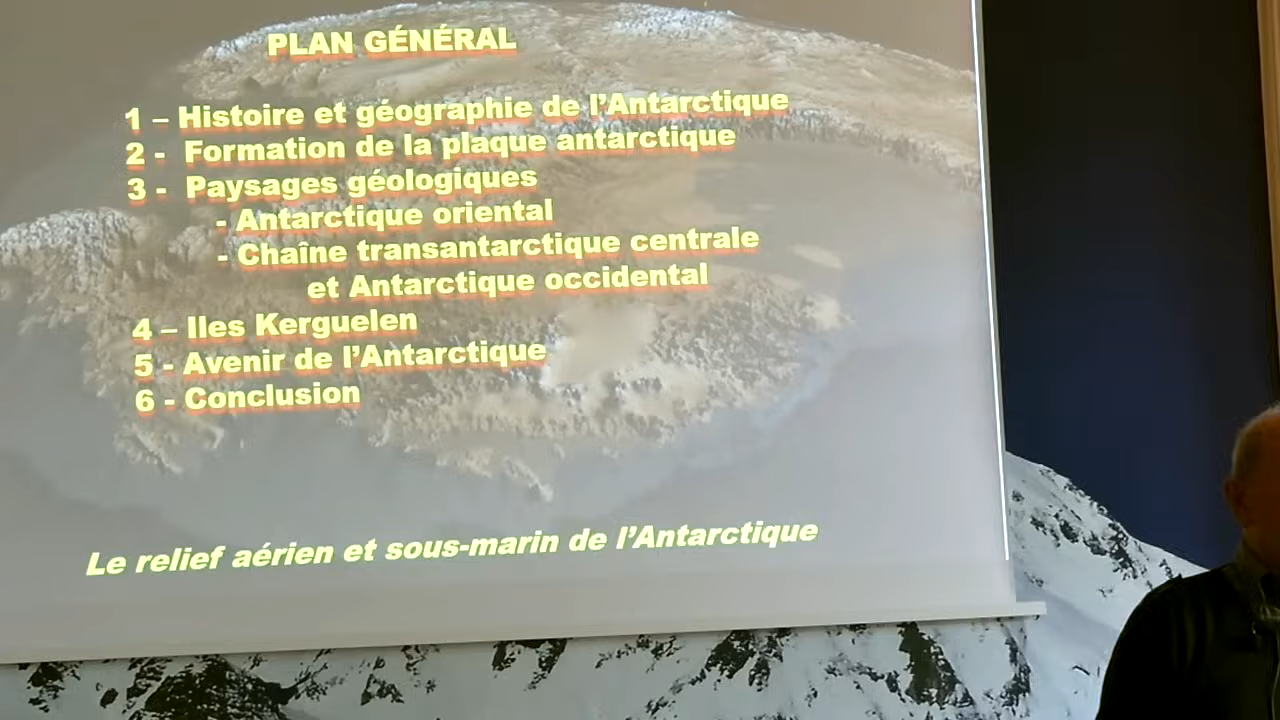 PLAN GÉNÉRAL
1 – Histoire et géographie de l’Antarctique
2 - Formation de la plaque antarctique
3 - Paysages géologiques
- Antarctique oriental
- Chaîne transantarctique centrale
et Antarctique occidental
4 – Iles Kerguelen
5 - Avenir de l’Antarctique
6 - Conclusion
Le relief aérien et sous-marin de l’Antarctique